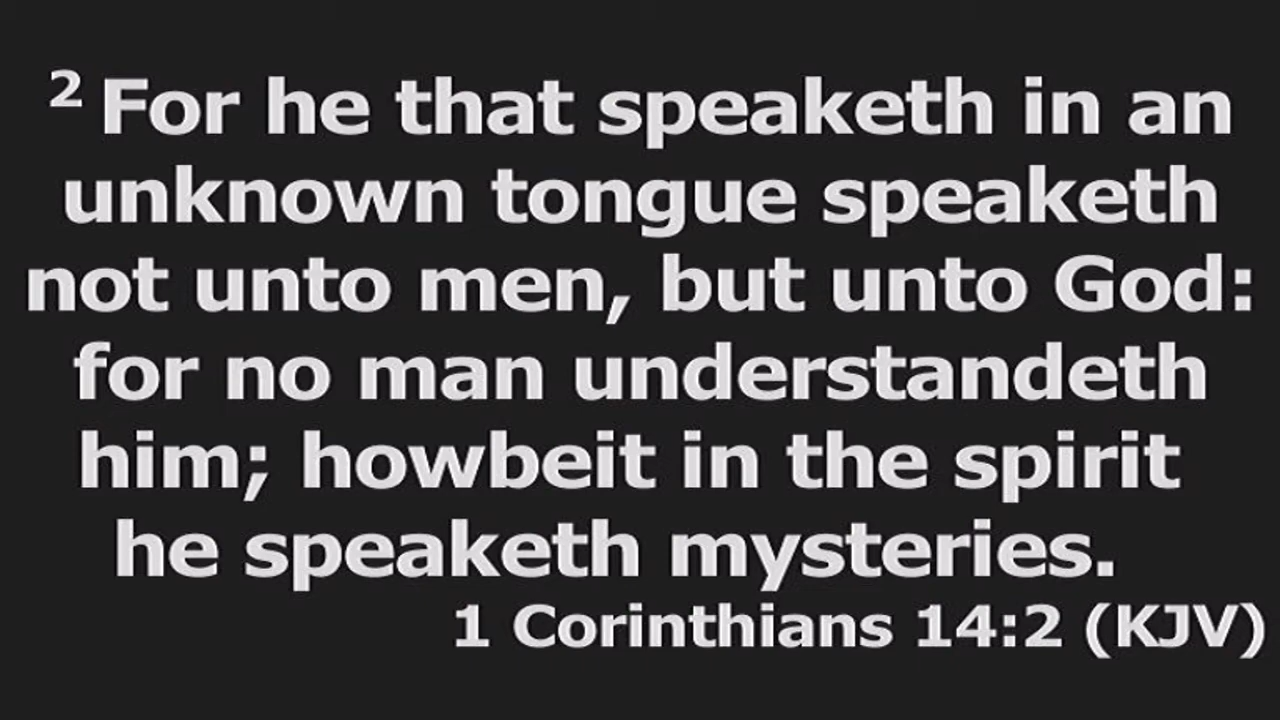 2 For he that speaketh in an
unknown tongue speaketh
not unto men, but unto God:
for no man understandeth
him; howbeit in the spirit
he speaketh mysteries.
1 Corinthians 14:2 (KJV)